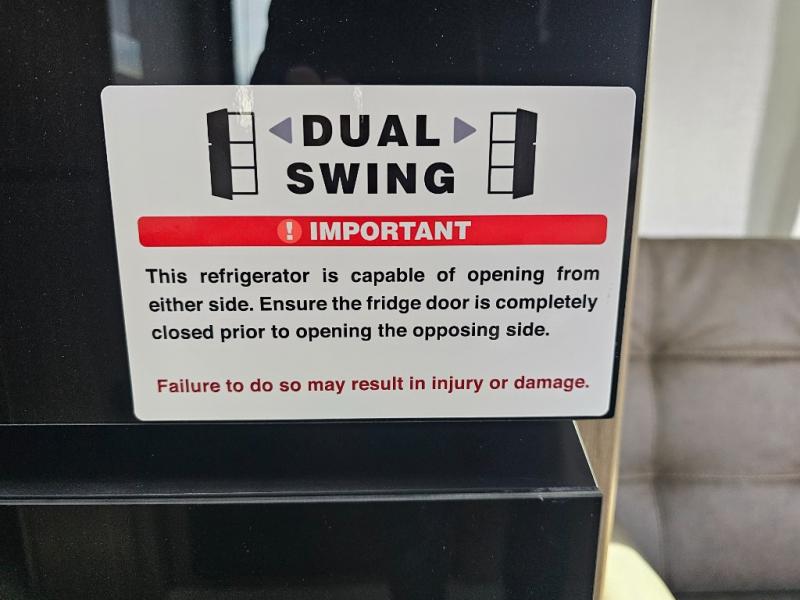 DUAL
SWING
! IMPORTANT
This refrigerator is capable of opening from
either side. Ensure the fridge door is completely
closed prior to opening the opposing side.
Failure to do so may result in injury or damage.